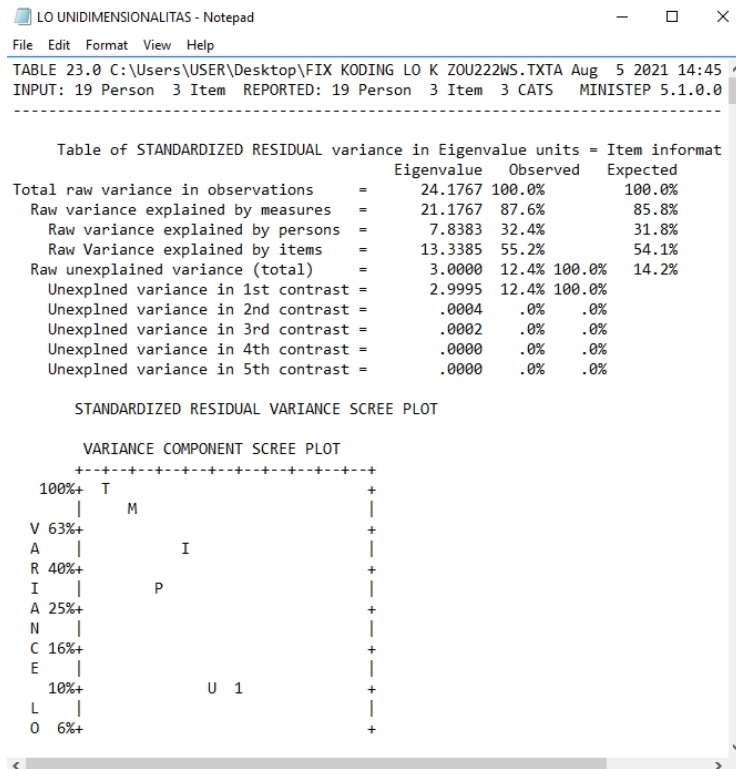 LO UNIDIMENSIONALITAS - Notepad
File Edit Format View Help
TABLE 23.0 C:\Users\USER\Desktop\FIX KODING LO K ZOU222WS.TXTA Aug  5 2021 14:45
INPUT: 19 Person  3 Item  REPORTED: 19 Person  3 Item  3 CATS   MINISTEP 5.1.0.0
--------------------------------------------------------------------------------
     Table of STANDARDIZED RESIDUAL variance in Eigenvalue units = Item informat
                                           Eigenvalue   Observed   Expected
Total raw variance in observations     =      24.1767 100.0%         100.0%
  Raw variance explained by measures   =      21.1767  87.6%          85.8%
    Raw variance explained by persons  =       7.8383  32.4%          31.8%
    Raw Variance explained by items    =      13.3385  55.2%          54.1%
  Raw unexplained variance (total)     =       3.0000  12.4% 100.0%   14.2%
    Unexplned variance in 1st contrast =       2.9995  12.4% 100.0%
    Unexplned variance in 2nd contrast =        .0004    .0%    .0%
    Unexplned variance in 3rd contrast =        .0002    .0%    .0%
    Unexplned variance in 4th contrast =        .0000    .0%    .0%
    Unexplned variance in 5th contrast =        .0000    .0%    .0%
       STANDARDIZED RESIDUAL VARIANCE SCREE PLOT
        VARIANCE COMPONENT SCREE PLOT
       +--+--+--+--+--+--+--+--+--+--+--+
   100%+  T                             +
       |     M                          |
  V 63%+                                +
  A    |           I                    |
  R 40%+                                +
  I    |        P                       |
  A 25%+                                +
  N    |                                |
  C 16%+                                +
  E    |                                |
    10%+              U  1              +
  L    |                                |
  O  6%+                                +